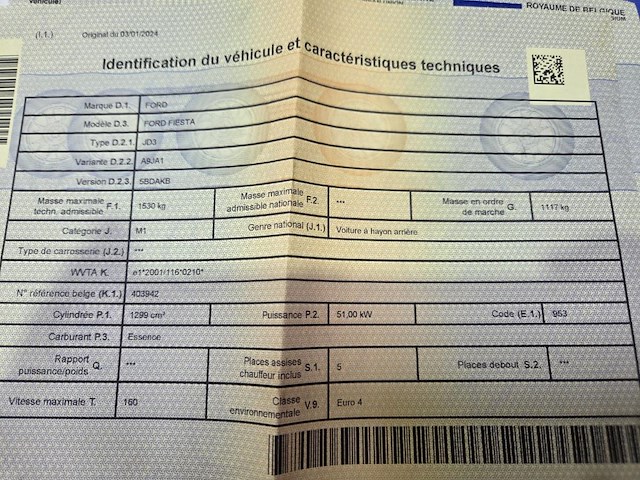 véhicule)
ROYAUME DE BELGIQUE
(I.1.) Original du 03/01/2024
Identification du véhicule et caractéristiques techniques
Marque D.1. FORD
Modèle D.3. FORD FIESTA
Type D.2.1. JD3
Variante D.2.2. A9JA1
Version D.2.3. 5BDAKB
Masse maximale techn. admissible F.1. 1530 kg Masse maximale admissible nationale F.2. *** Masse en ordre de marche G. 1117 kg
Catégorie J. M1 Genre national (J.1.) Voiture à hayon arrière
Type de carrosserie (J.2.) ***
WVTA K. e1*2001/116*0210*
N° référence belge (K.1.) 403942
Cylindrée P.1. 1299 cm³ Puissance P.2. 51,00 kW Code (E.1.) 953
Carburant P.3. Essence
Rapport puissance/poids Q. *** Places assises chauffeur inclus S.1. 5 Places debout S.2. ***
Vitesse maximale T. 160 Classe environnementale V.9. Euro 4